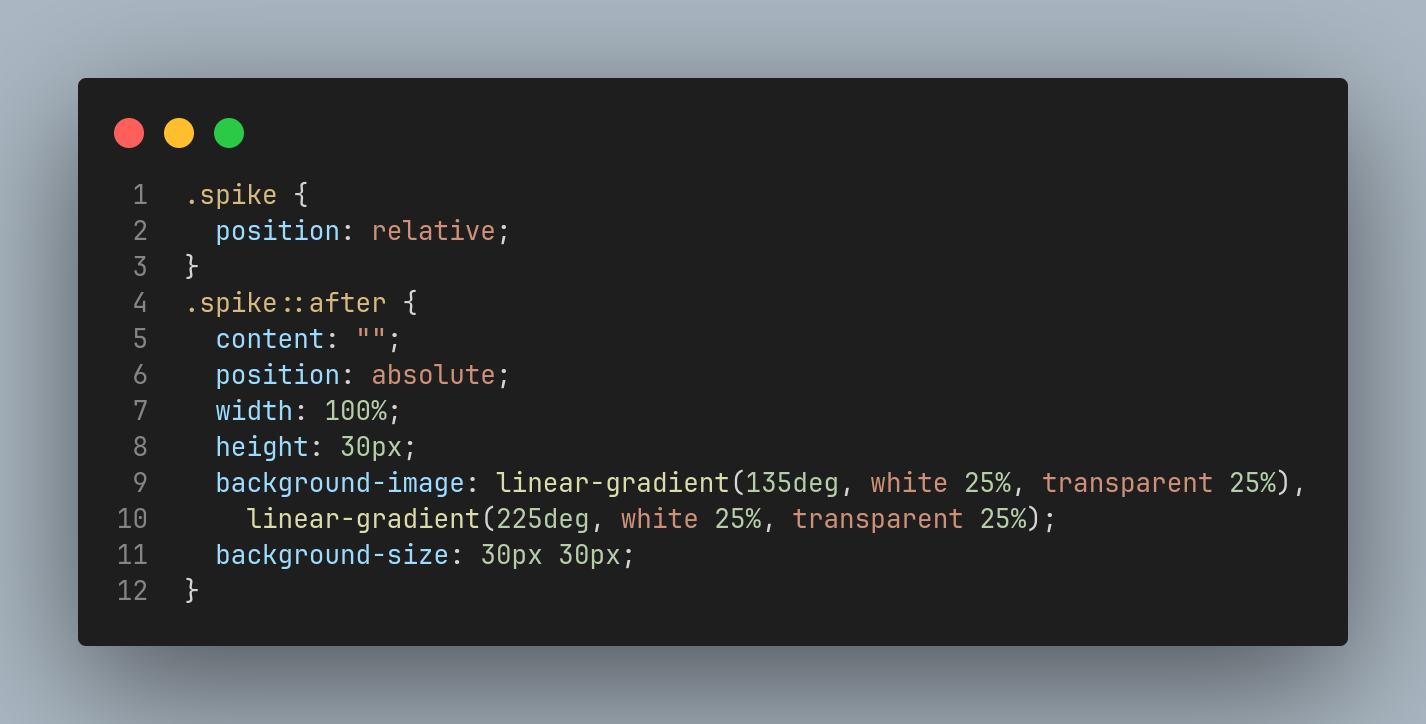 1 .spike {
2   position: relative;
3 }
4 .spike::after {
5   content: "";
6   position: absolute;
7   width: 100%;
8   height: 30px;
9   background-image: linear-gradient(135deg, white 25%, transparent 25%),
10     linear-gradient(225deg, white 25%, transparent 25%);
11   background-size: 30px 30px;
12 }